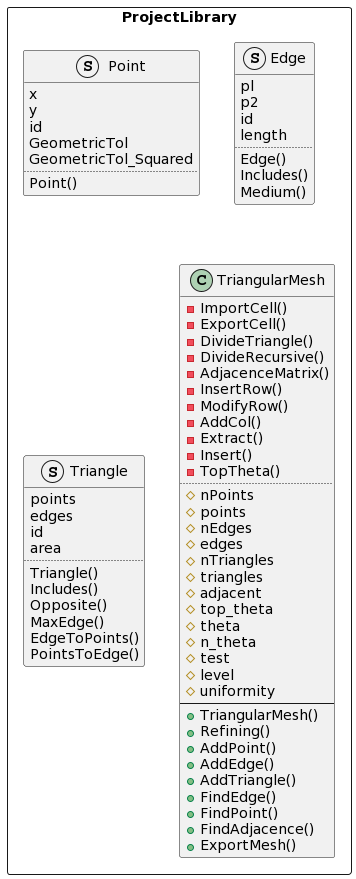 ProjectLibrary
S Point
x
y
id
GeometricTol
GeometricTol_Squared
Point()
S Edge
pl
p2
id
length
Edge()
Includes()
Medium()
C TriangularMesh
ImportCell()
ExportCell()
DivideTriangle()
DivideRecursive()
AdjacenceMatrix()
InsertRow()
ModifyRow()
AddCol()
Extract()
Insert()
TopTheta()
nPoints
points
nEdges
edges
nTriangles
triangles
adjacent
top_theta
theta
n_theta
test
level
uniformity
TriangularMesh()
Refining()
AddPoint()
AddEdge()
AddTriangle()
FindEdge()
FindPoint()
FindAdjacence()
ExportMesh()
S Triangle
points
edges
id
area
Triangle()
Includes()
Opposite()
MaxEdge()
EdgeToPoints()
PointsToEdge()